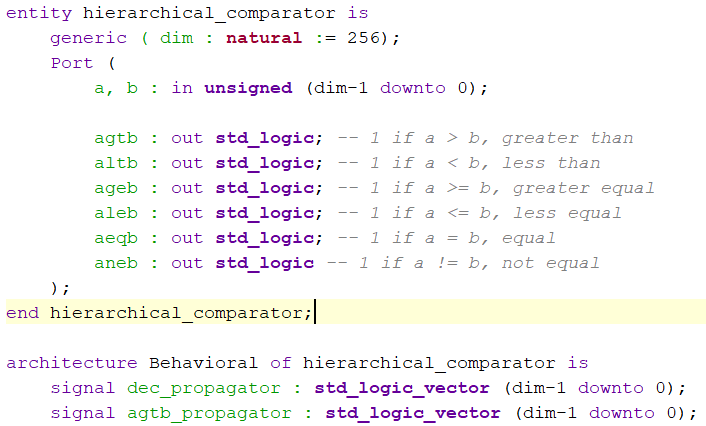 entity hierarchical_comparator is
    generic ( dim : natural := 256);
    Port (
        a, b : in unsigned (dim-1 downto 0);

        agtb : out std_logic; -- 1 if a > b, greater than
        altb : out std_logic; -- 1 if a < b, less than
        ageb : out std_logic; -- 1 if a >= b, greater equal
        aleb : out std_logic; -- 1 if a <= b, less equal
        aeqb : out std_logic; -- 1 if a = b, equal
        aneb : out std_logic -- 1 if a != b, not equal
    );
end hierarchical_comparator;

architecture Behavioral of hierarchical_comparator is
    signal dec_propagator : std_logic_vector (dim-1 downto 0);
    signal agtb_propagator : std_logic_vector (dim-1 downto 0);